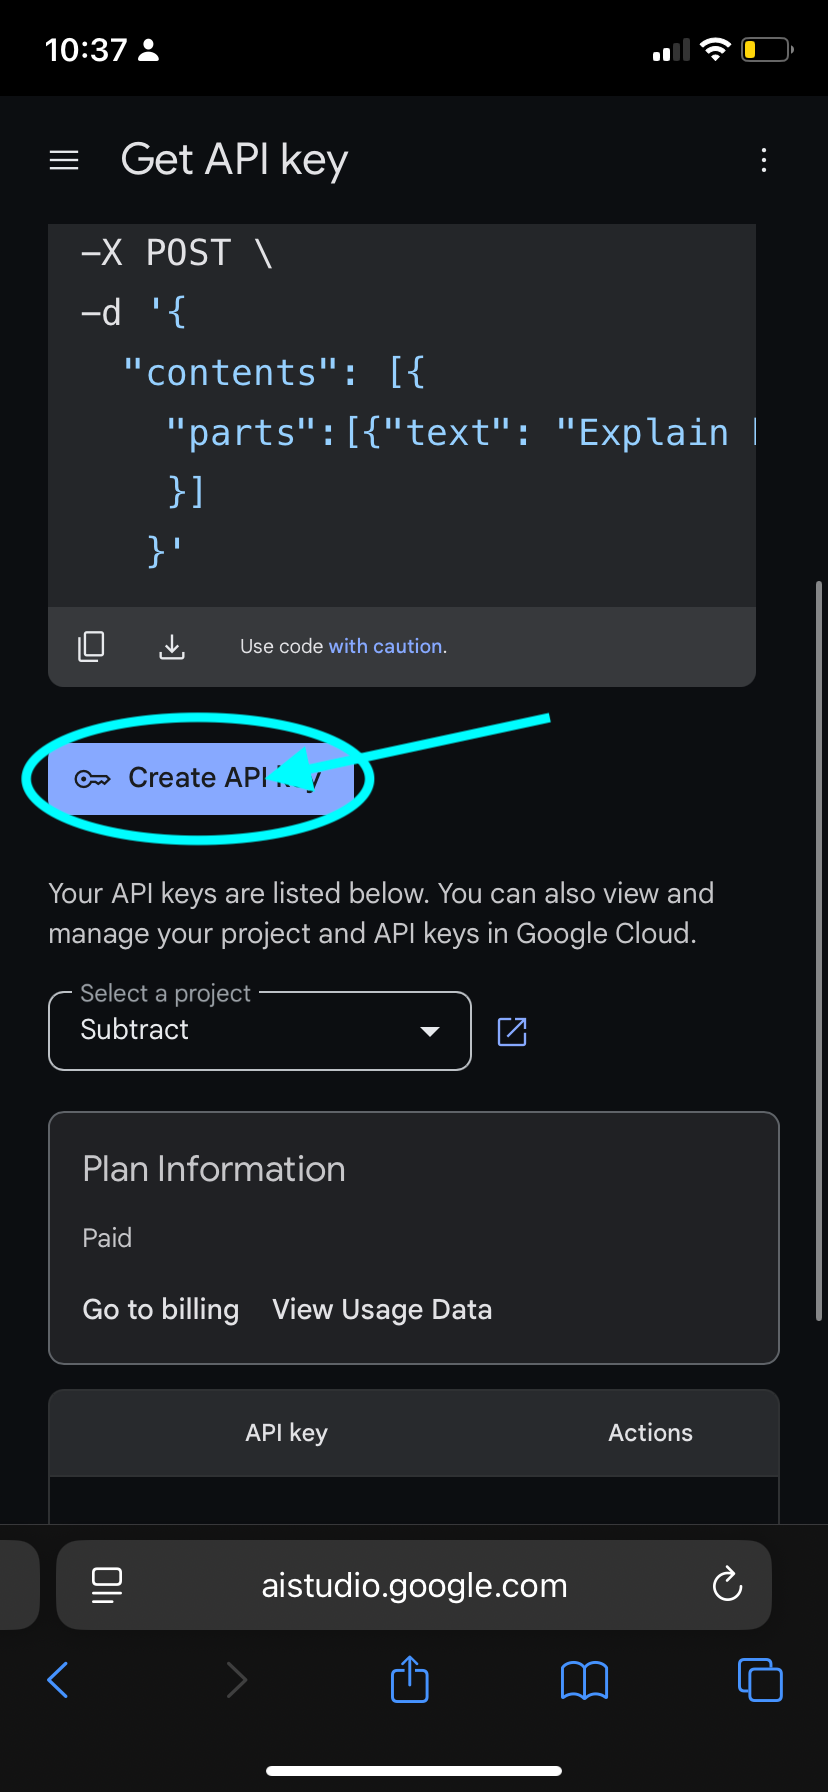 10:37
Get API key
-X POST \
-d '{
"contents": [{
"parts":[{"text": "Explain
}]
}'
Use code with caution.
Create API key
Your API keys are listed below. You can also view and
manage your project and API keys in Google Cloud.
Select a project
Subtract
Plan Information
Paid
Go to billing View Usage Data
API key Actions
aistudio.google.com